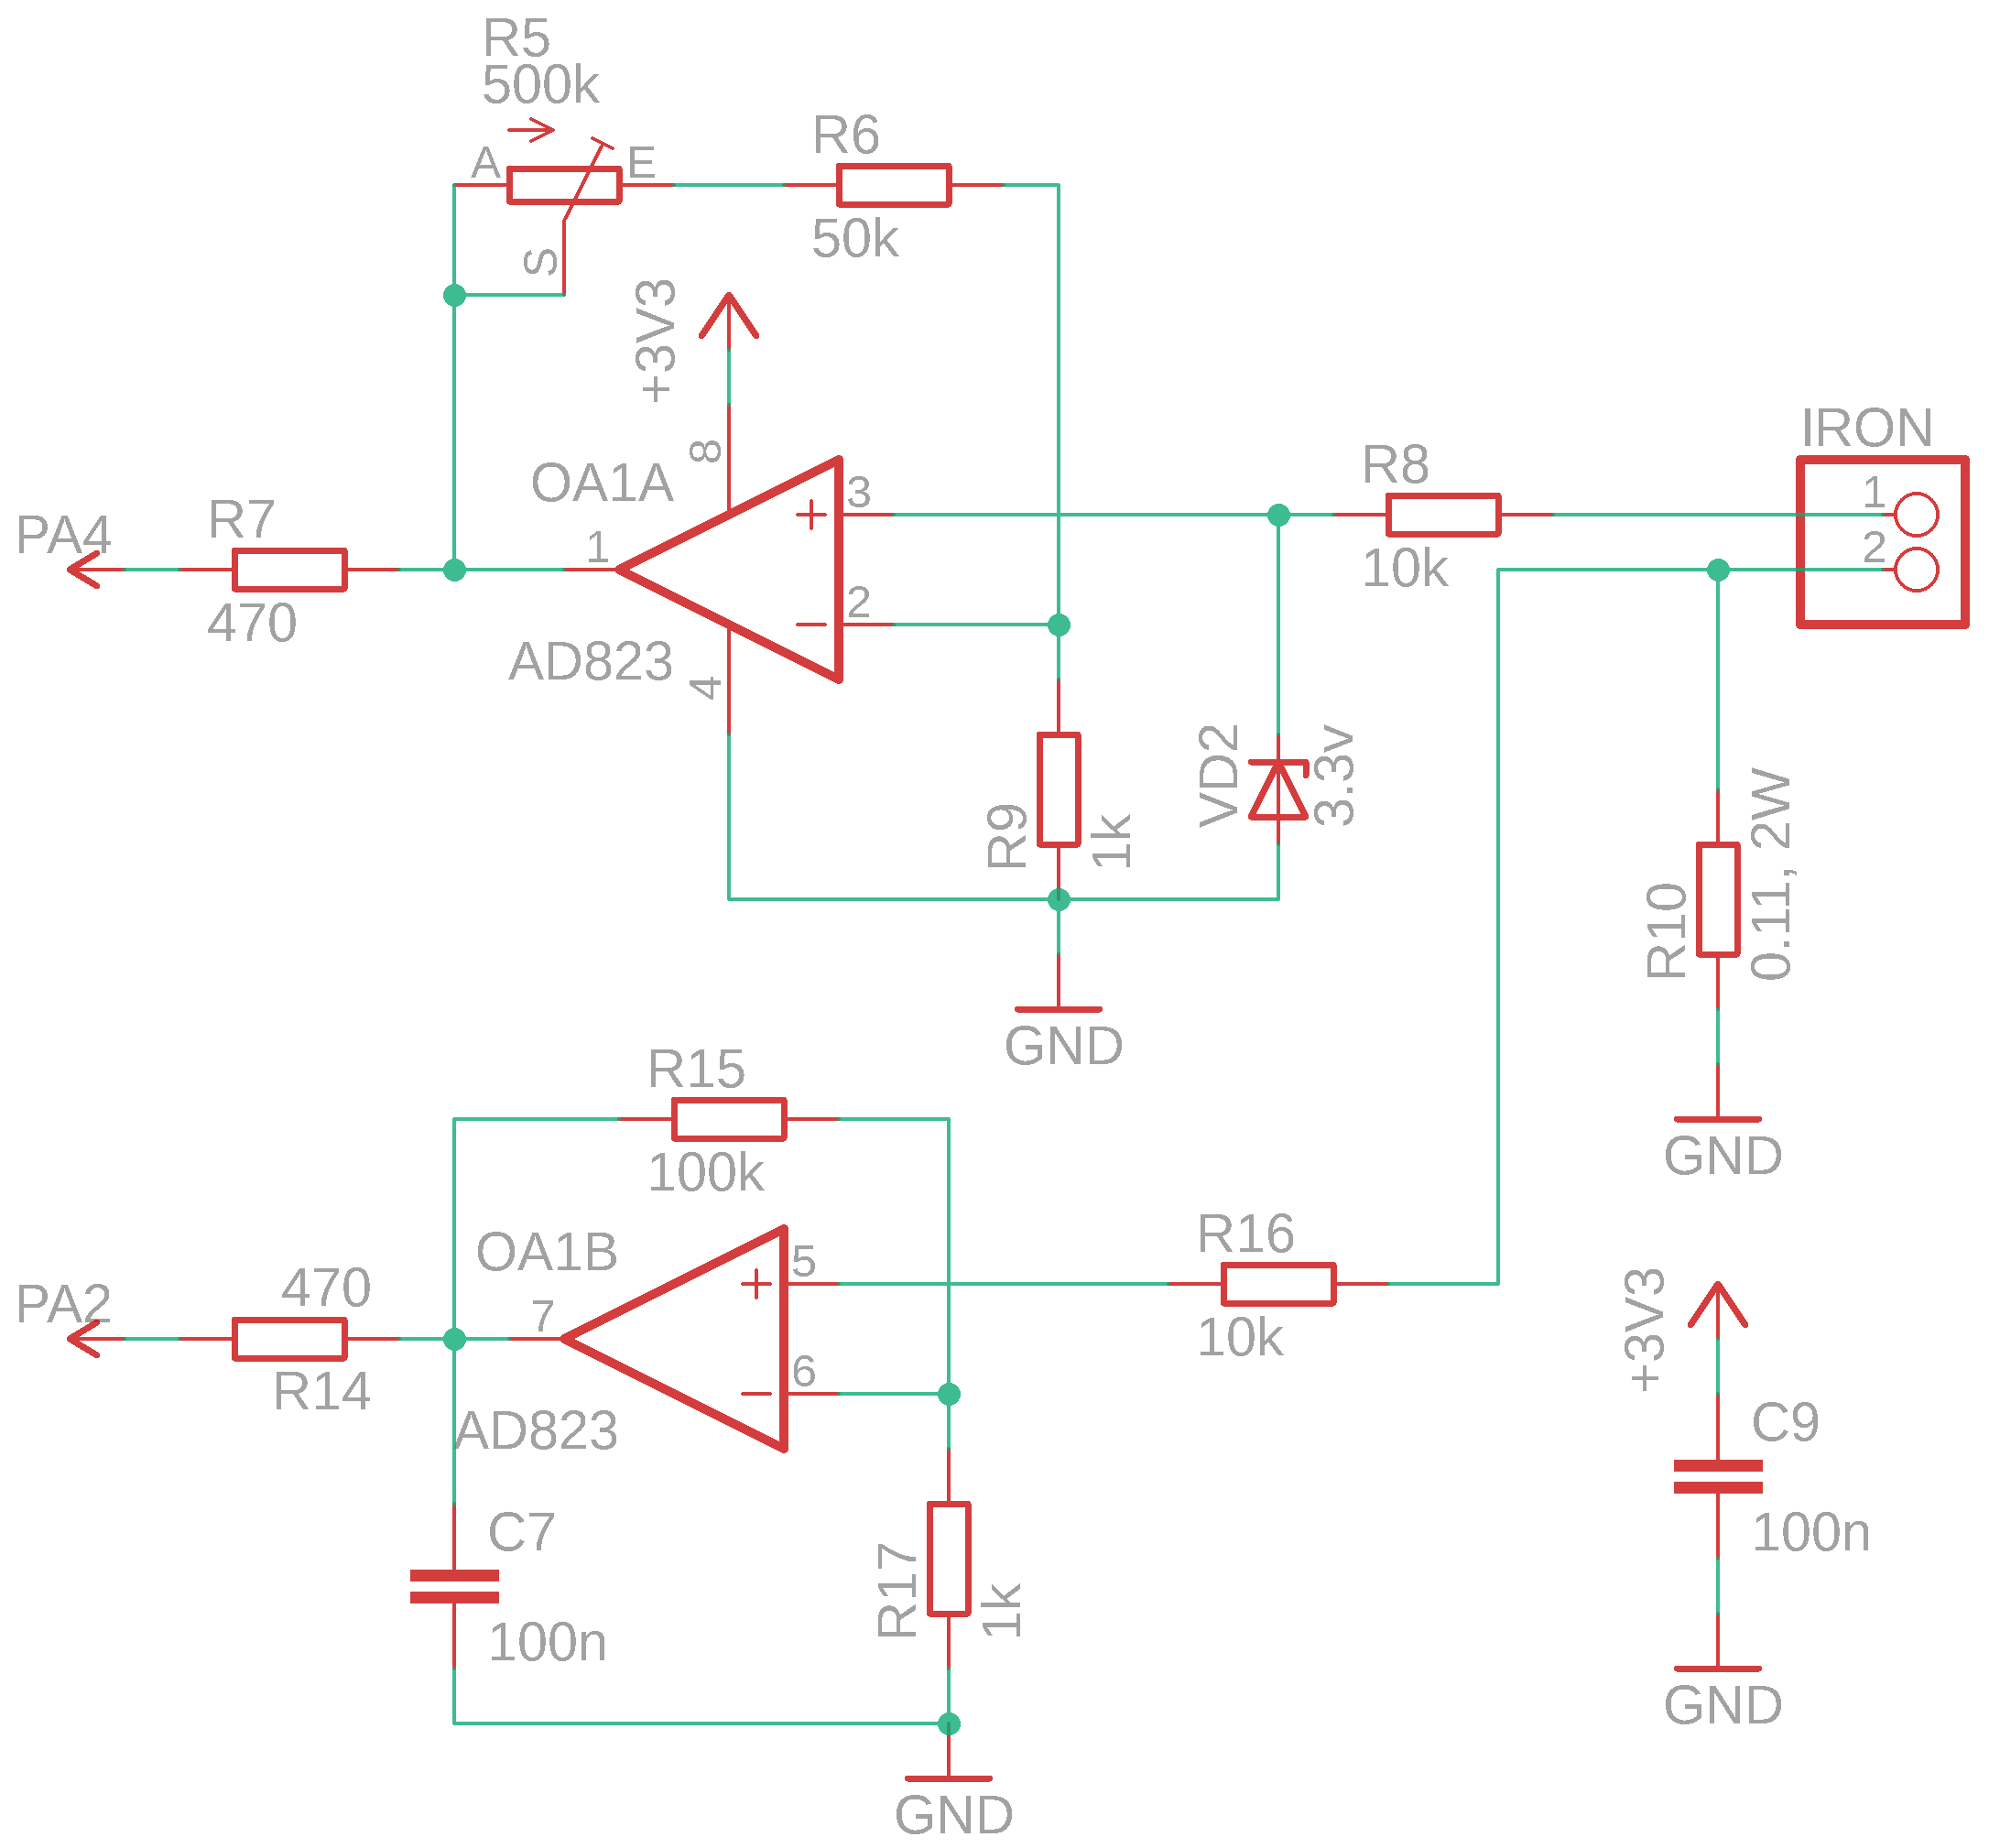 R5
500k
A
E
S
R6
50k
+3V3
8
OA1A
3
1
2
AD823
4
PA4
R7
470
R8
10k
IRON
1
2
R9
1k
VD2
3.3v
R10
0.11, 2W
GND
GND
R15
100k
OA1B
5
7
6
AD823
PA2
470
R14
R16
10k
C7
100n
R17
1k
GND
+3V3
C9
100n
GND